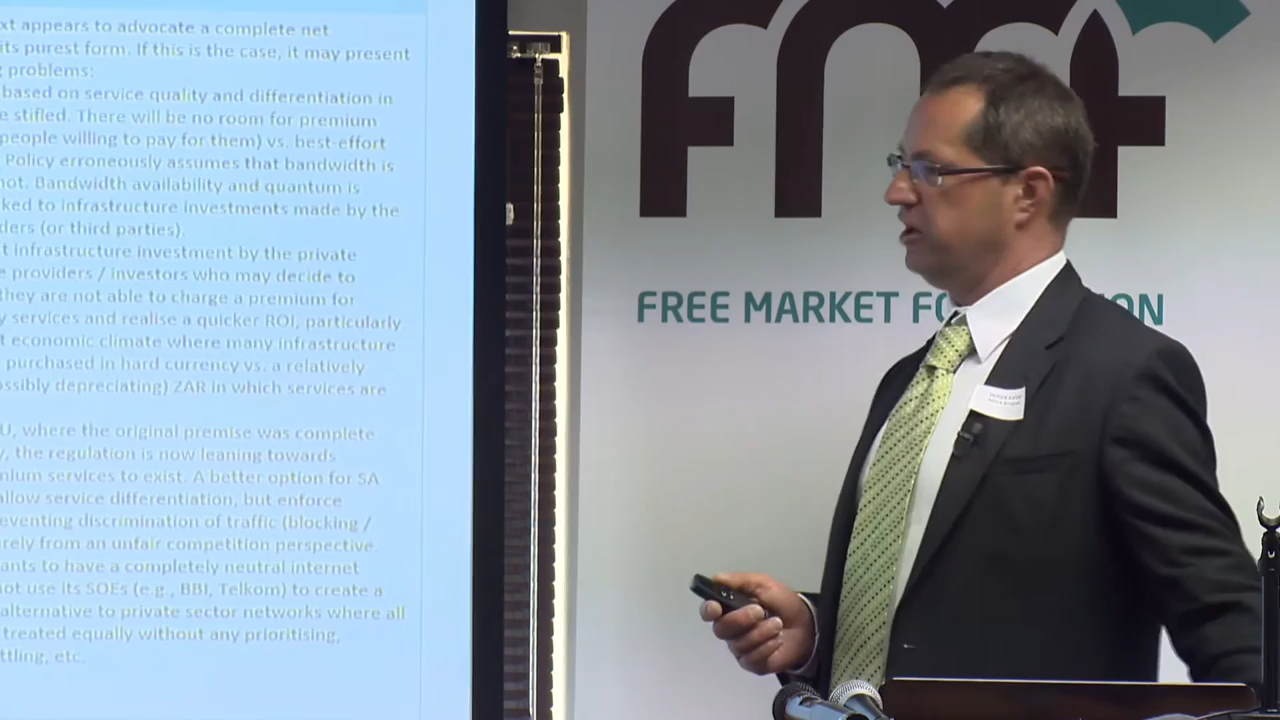 xt appears to advocate a complete net
its purest form. If this is the case, it may present
g problems:
based on service quality and differentiation in
e stifled. There will be no room for premium
people willing to pay for them) vs. best-effort
Policy erroneously assumes that bandwidth is
not. Bandwidth availability and quantum is
ked to infrastructure investments made by the
ders (or third parties).
t infrastructure investment by the private
e providers / investors who may decide to
they are not able to charge a premium for
y services and realise a quicker ROI, particularly
t economic climate where many infrastructure
purchased in hard currency vs. a relatively
ossibly depreciating) ZAR in which services are
U, where the original premise was complete
y, the regulation is now leaning towards
mium services to exist. A better option for SA
allow service differentiation, but enforce
eventing discrimination of traffic (blocking /
rely from an unfair competition perspective.
ants to have a completely neutral internet
not use its SOEs (e.g., BBI, Telkom) to create a
alternative to private sector networks where all
treated equally without any prioritising,
ttling, etc.
fmf
FREE MARKET FO ON